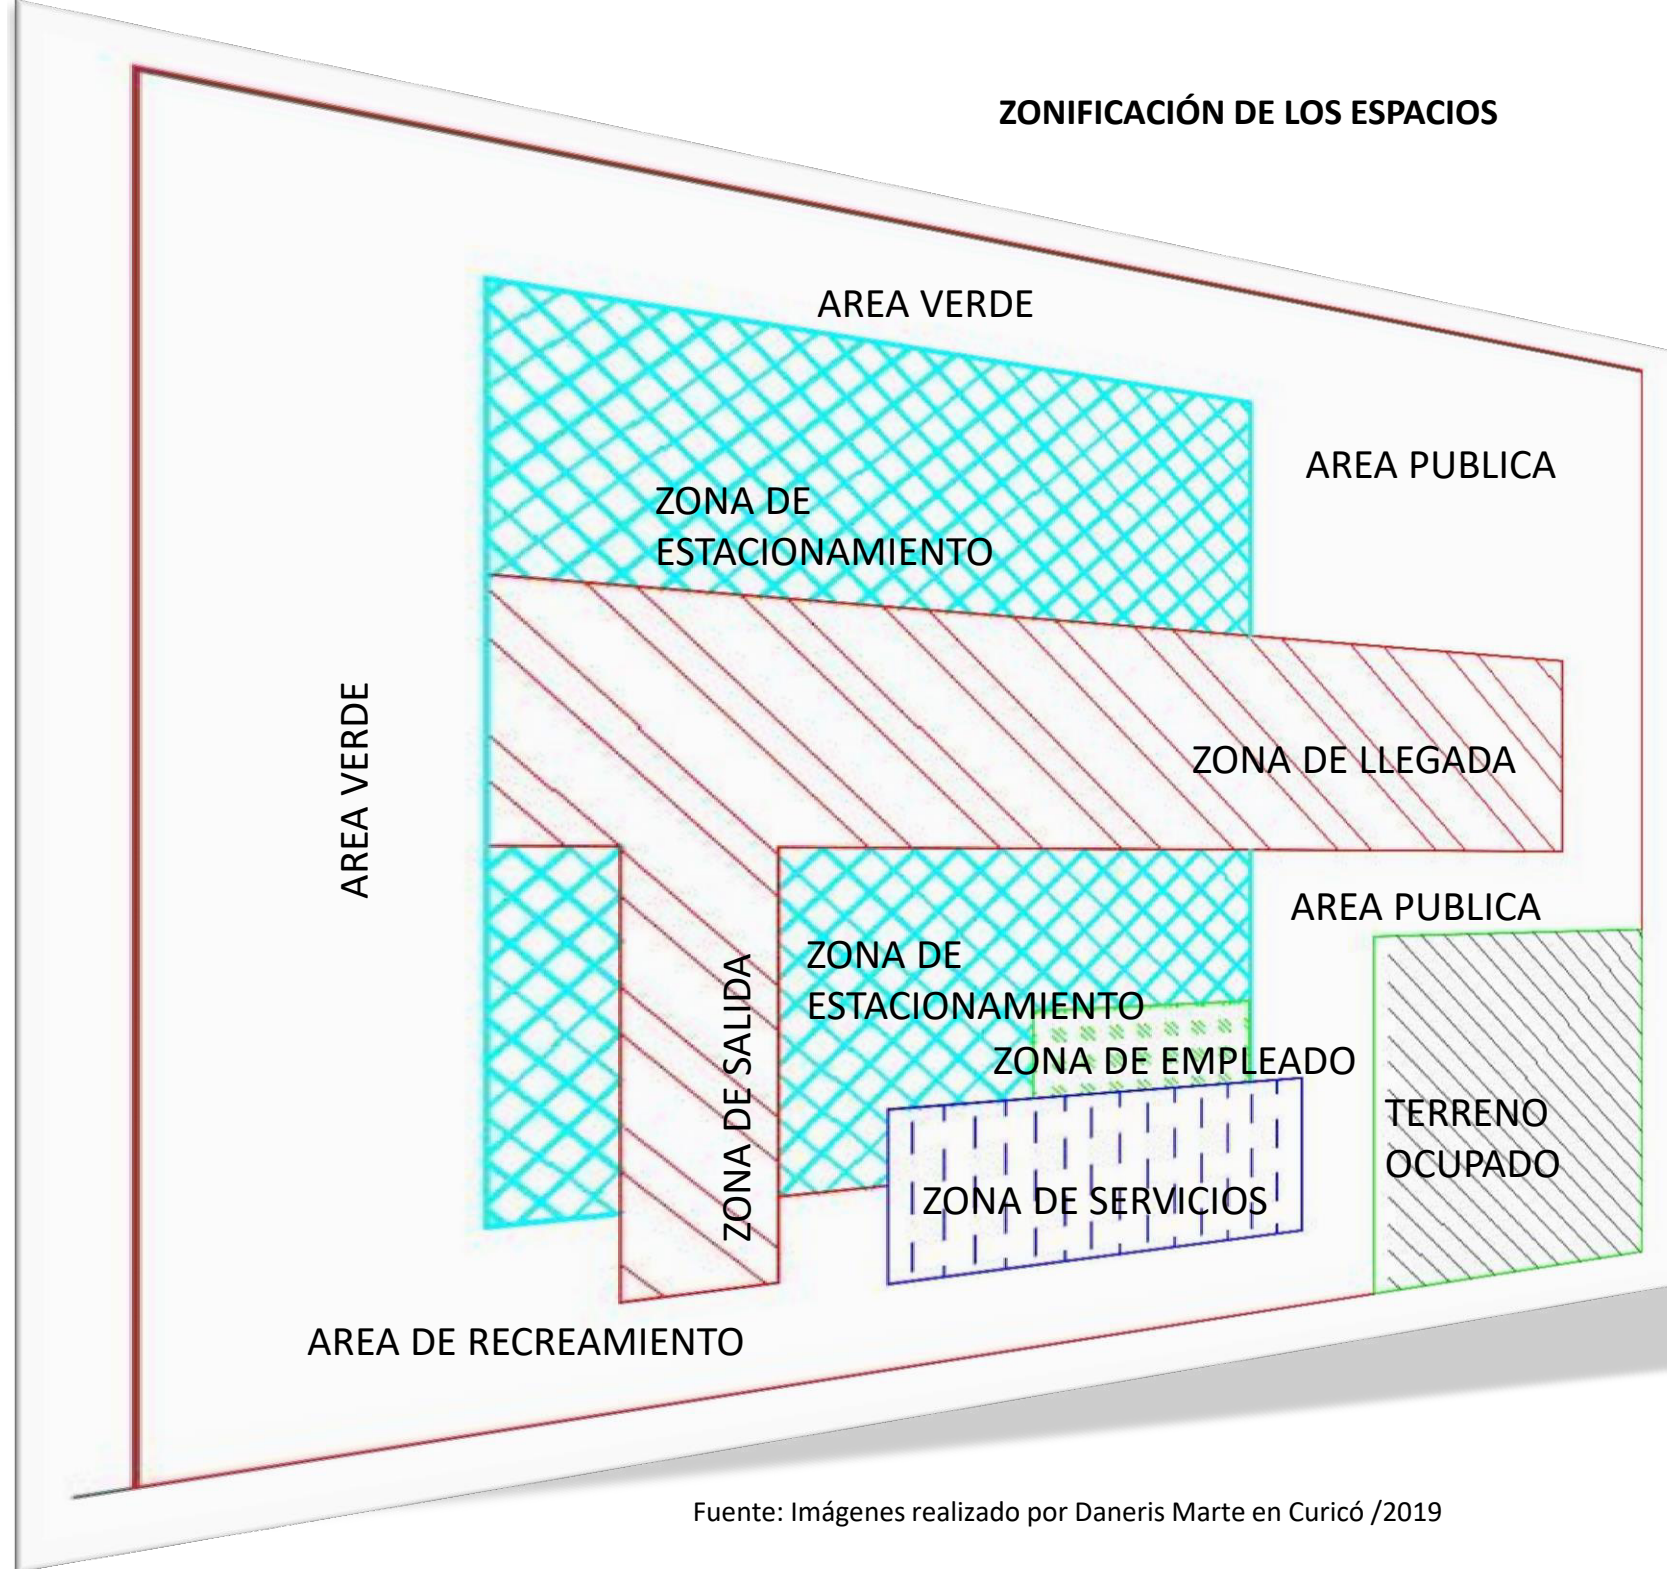 ZONIFICACIÓN DE LOS ESPACIOS
AREA VERDE
AREA PUBLICA
ZONA DE
ESTACIONAMIENTO
AREA VERDE
ZONA DE LLEGADA
AREA PUBLICA
ZONA DE
ESTACIONAMIENTO
ZONA DE SALIDA
ZONA DE EMPLEADO
TERRENO
OCUPADO
ZONA DE SERVICIOS
AREA DE RECREAMIENTO
Fuente: Imágenes realizado por Daneris Marte en Curicó /2019